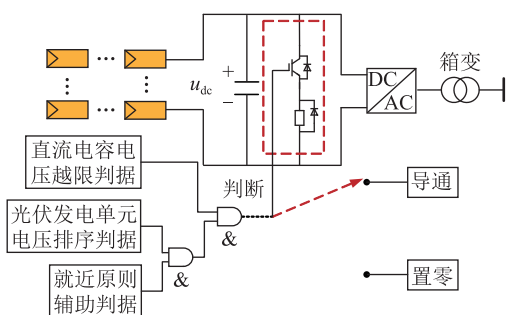 +
u_dc
−
DC
AC
箱变
直流电容电
压越限判据
判断
导通
光伏发电单元
电压排序判据
&
&
就近原则
辅助判据
置零